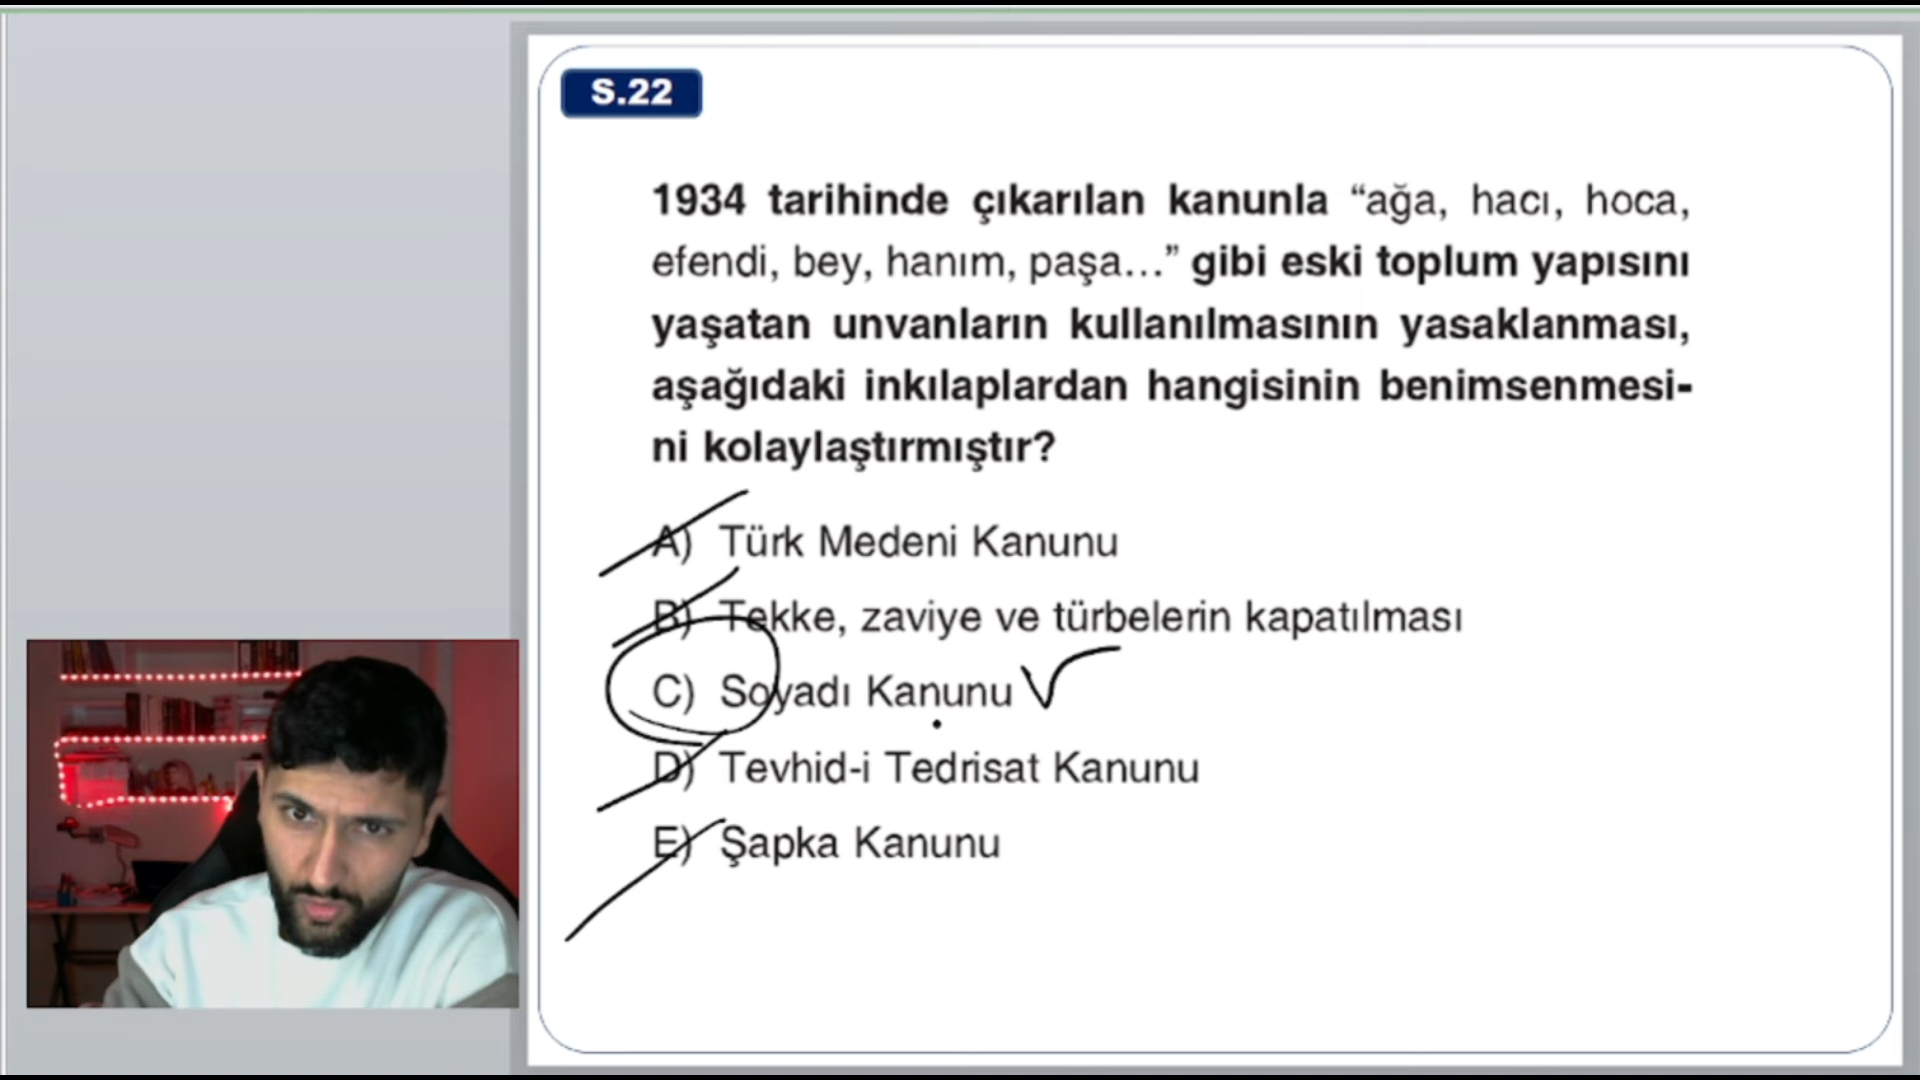 S.22
1934 tarihinde çıkarılan kanunla “ağa, hacı, hoca,
efendi, bey, hanım, paşa...” gibi eski toplum yapısını
yaşatan unvanların kullanılmasının yasaklanması,
aşağıdaki inkılaplardan hangisinin benimsenmesi-
ni kolaylaştırmıştır?
A) Türk Medeni Kanunu
B) Tekke, zaviye ve türbelerin kapatılması
C) Soyadı Kanunu
D) Tevhid-i Tedrisat Kanunu
E) Şapka Kanunu